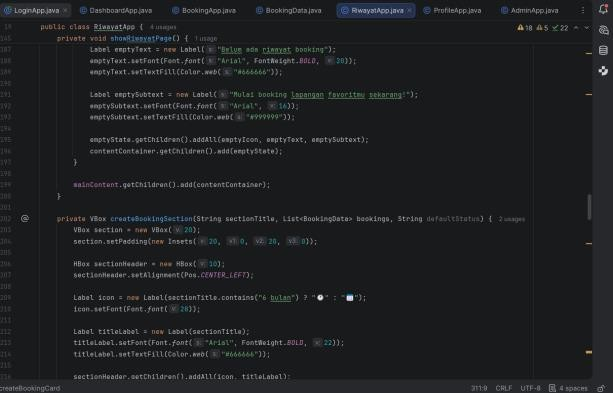 LoginApp.java × DashboardApp.java BookingApp.java BookingData.java RiwayatApp.java × ProfileApp.java AdminApp.java
19 public class RiwayatApp { 4 usages
145 private void showRiwayatPage() { 1 usage
18 5 22
187 Label emptyText = new Label( s: "Belum ada riwayat booking");
188 emptyText.setFont(Font.font( s: "Arial", FontWeight.BOLD, v: 20));
189 emptyText.setTextFill(Color.web( s: "#666666"));
190
191 Label emptySubtext = new Label( s: "Mulai booking lapangan favoritmu sekarang!");
192 emptySubtext.setFont(Font.font( s: "Arial", v: 16));
193 emptySubtext.setTextFill(Color.web( s: "#999999"));
194
195 emptyState.getChildren().addAll(emptyIcon, emptyText, emptySubtext);
196 contentContainer.getChildren().add(emptyState);
197 }
198
199 mainContent.getChildren().add(contentContainer);
200 }
201
202 @ private VBox createBookingSection(String sectionTitle, List<BookingData> bookings, String defaultStatus) { 2 usages
203 VBox section = new VBox( v: 20);
204 section.setPadding(new Insets( v: 20, v1: 0, v2: 20, v3: 0));
205
206 HBox sectionHeader = new HBox( v: 10);
207 sectionHeader.setAlignment(Pos.CENTER_LEFT);
208
209 Label icon = new Label(sectionTitle.contains("6 bulan") ? "🕐" : "📅");
210 icon.setFont(Font.font( v: 28));
211
212 Label titleLabel = new Label(sectionTitle);
213 titleLabel.setFont(Font.font( s: "Arial", FontWeight.BOLD, v: 22));
214 titleLabel.setTextFill(Color.web( s: "#666666"));
215
216 sectionHeader.getChildren().addAll(icon, titleLabel);
createBookingCard 311:9 CRLF UTF-8 4 spaces